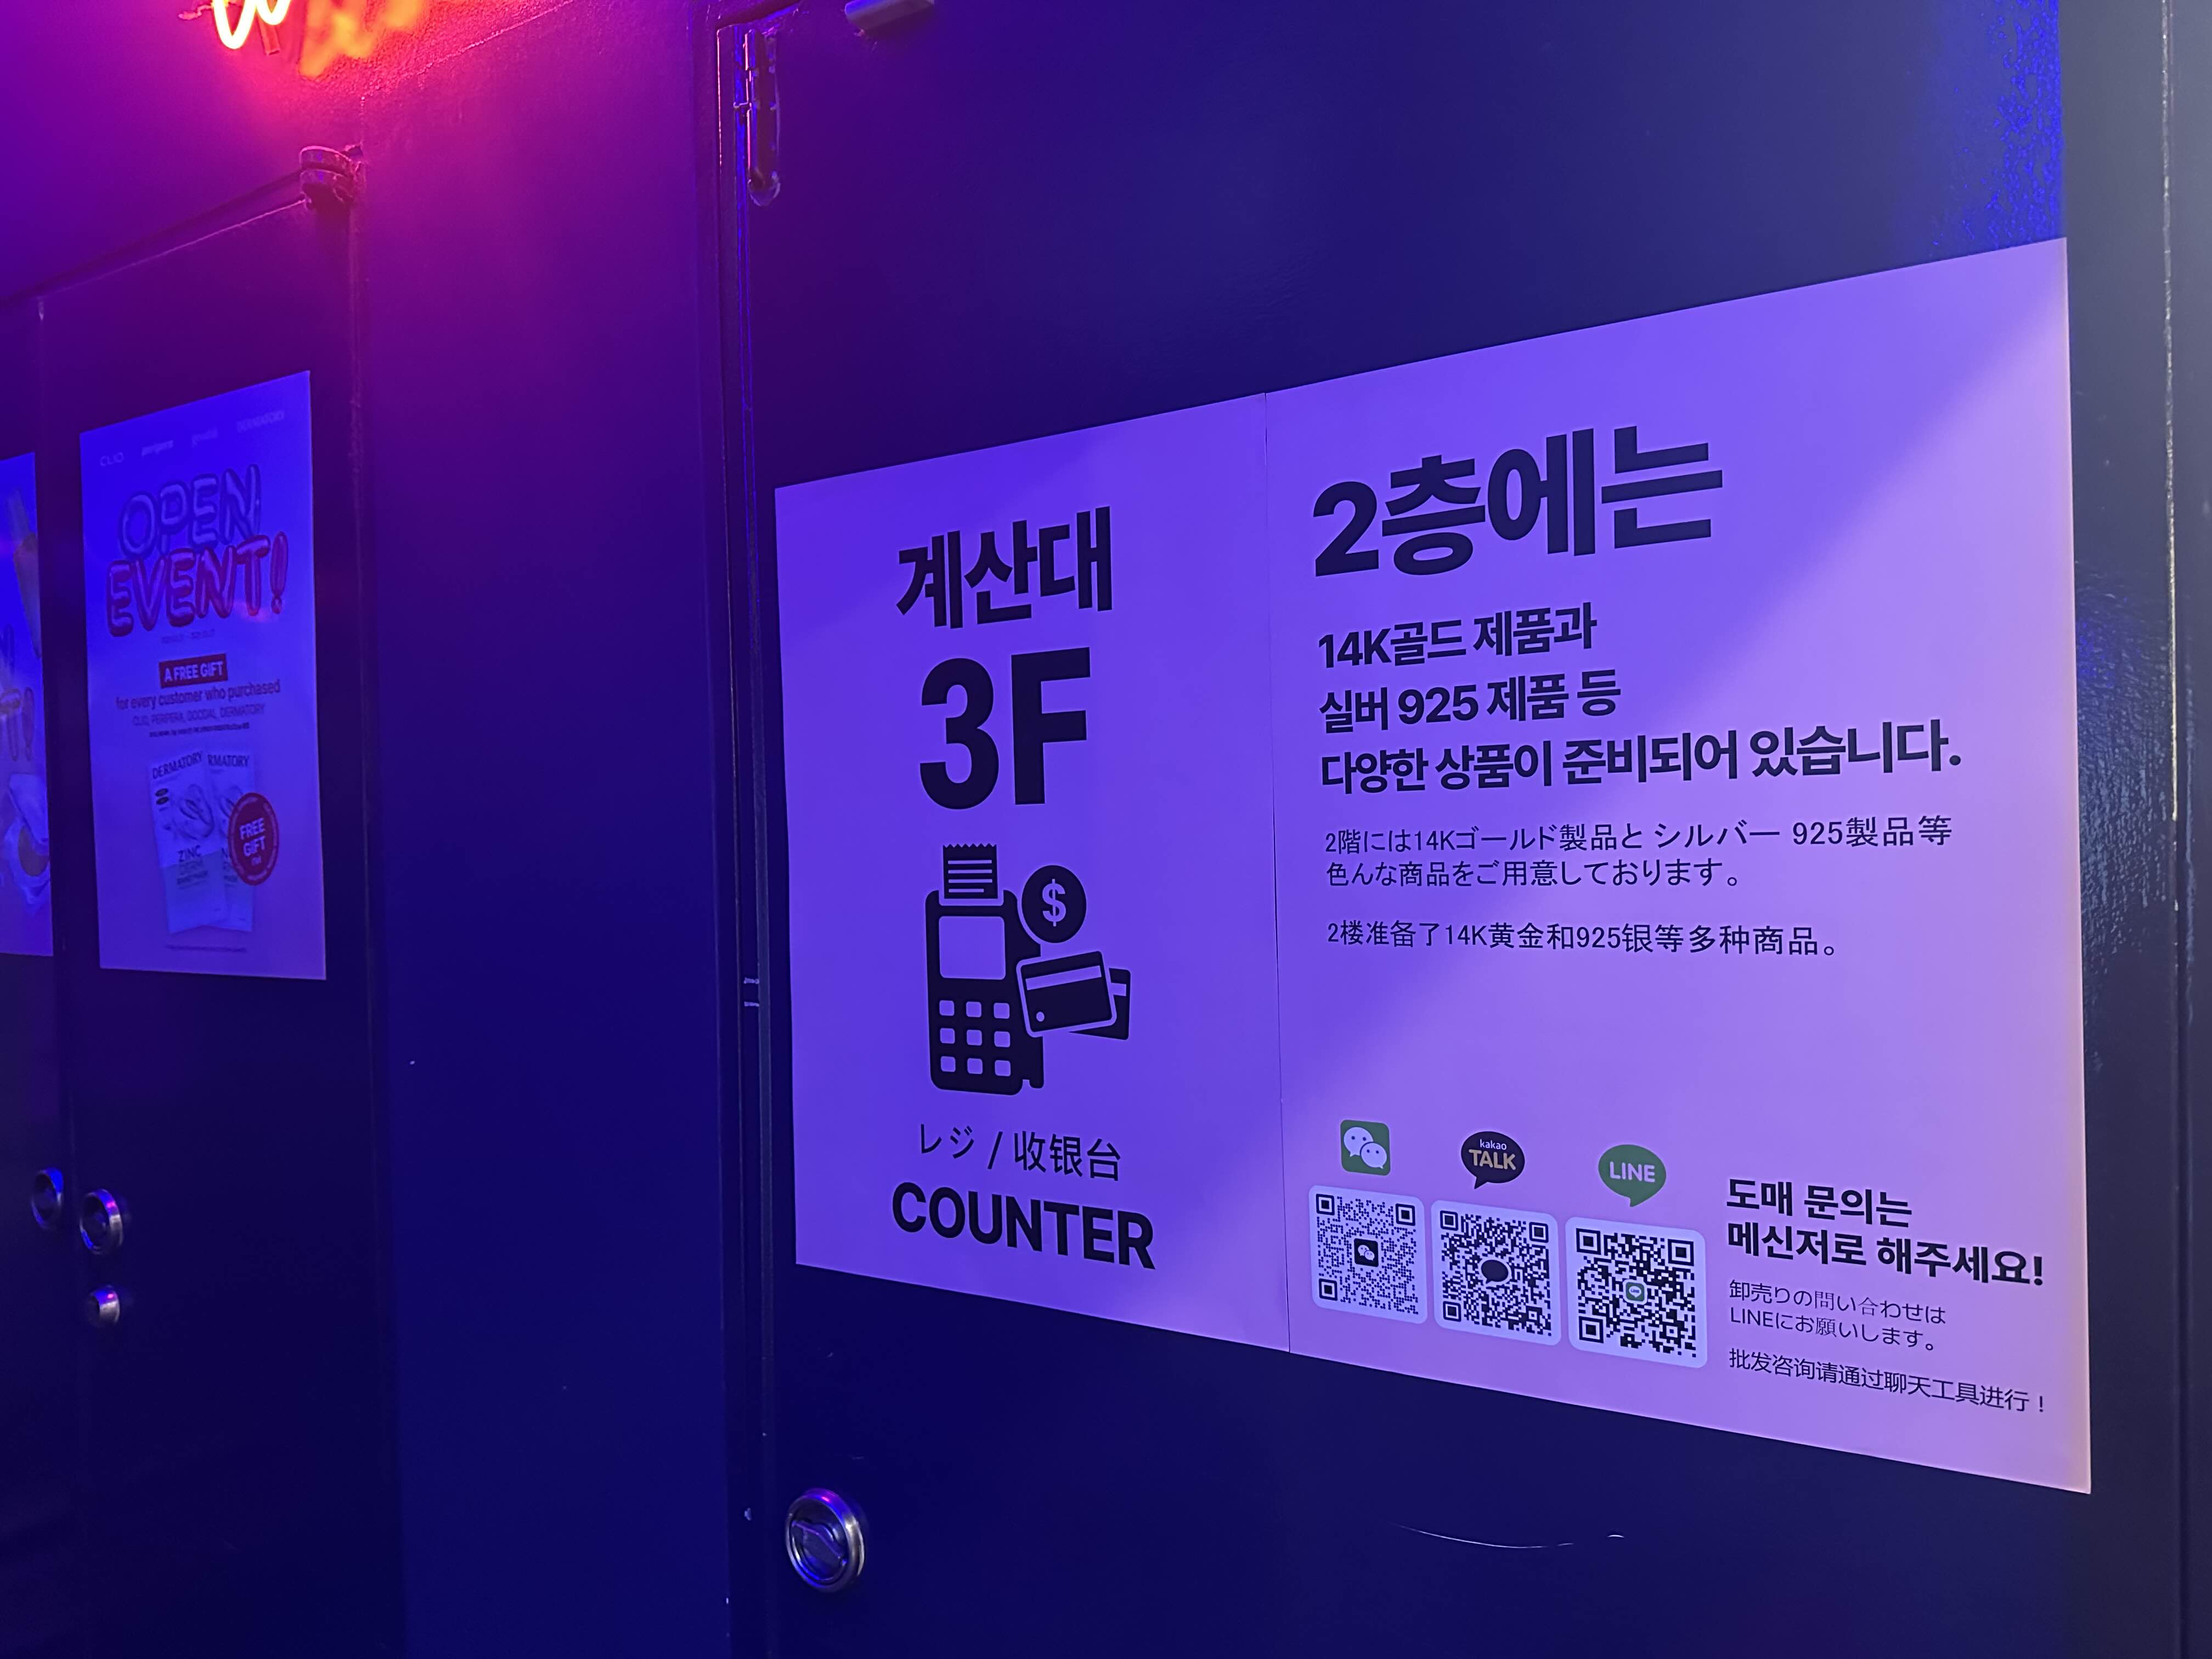 CLIO
OPEN
EVENT!
A FREE GIFT
for every customer who purchased
CLIO, PERIPERA, GOODAL, DERMATORY
DERMATORY
RMATORY
ZINC
FREE
GIFT
계산대
3F
$
レジ / 收银台
COUNTER
2층에는
14K골드 제품과
실버 925 제품 등
다양한 상품이 준비되어 있습니다.
2階には14Kゴールド製品と シルバー 925製品等
色んな商品をご用意しております。
2楼准备了14K黄金和925银等多种商品。
kakao
TALK
LINE
도매 문의는
메신저로 해주세요!
卸売りの問い合わせは
LINEにお願いします。
批发咨询请通过聊天工具进行！